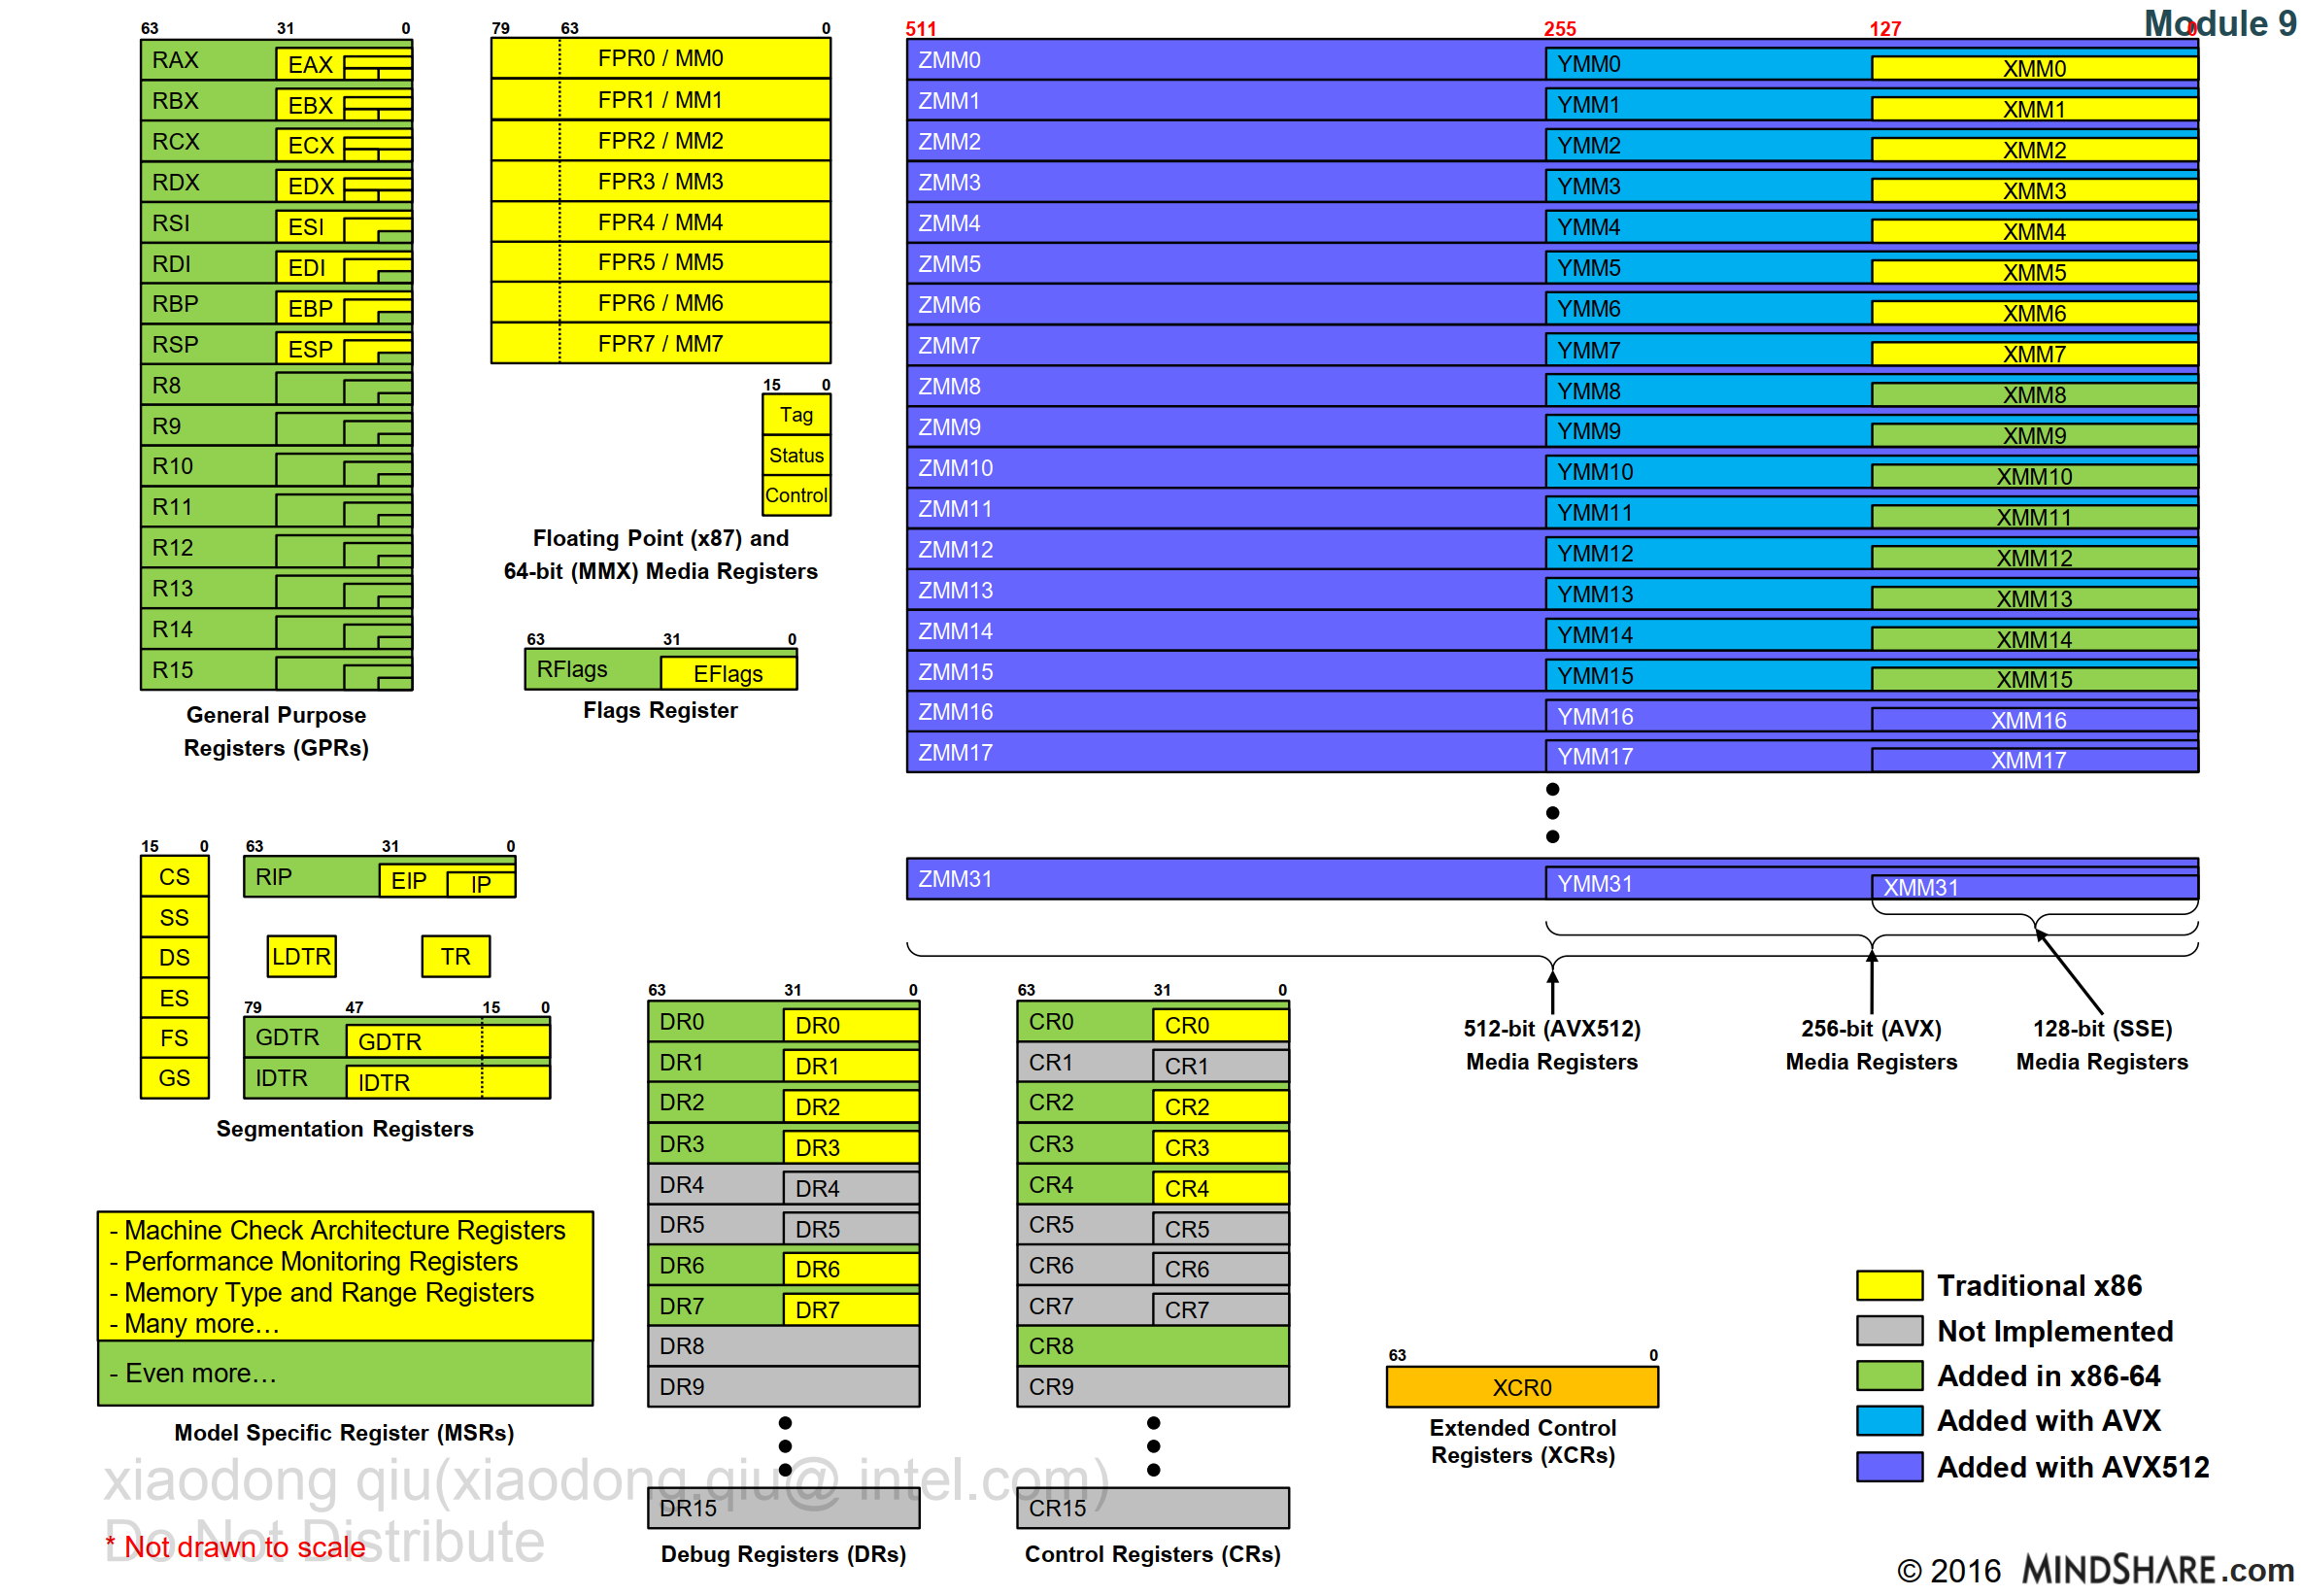 Module 9
63 31 0
RAX EAX
RBX EBX
RCX ECX
RDX EDX
RSI ESI
RDI EDI
RBP EBP
RSP ESP
R8
R9
R10
R11
R12
R13
R14
R15
General Purpose
Registers (GPRs)
79 63 0
FPR0 / MM0
FPR1 / MM1
FPR2 / MM2
FPR3 / MM3
FPR4 / MM4
FPR5 / MM5
FPR6 / MM6
FPR7 / MM7
15 0
Tag
Status
Control
Floating Point (x87) and
64-bit (MMX) Media Registers
63 31 0
RFlags EFlags
Flags Register
511 255 127 0
ZMM0 YMM0 XMM0
ZMM1 YMM1 XMM1
ZMM2 YMM2 XMM2
ZMM3 YMM3 XMM3
ZMM4 YMM4 XMM4
ZMM5 YMM5 XMM5
ZMM6 YMM6 XMM6
ZMM7 YMM7 XMM7
ZMM8 YMM8 XMM8
ZMM9 YMM9 XMM9
ZMM10 YMM10 XMM10
ZMM11 YMM11 XMM11
ZMM12 YMM12 XMM12
ZMM13 YMM13 XMM13
ZMM14 YMM14 XMM14
ZMM15 YMM15 XMM15
ZMM16 YMM16 XMM16
ZMM17 YMM17 XMM17
ZMM31 YMM31 XMM31
512-bit (AVX512)
Media Registers
256-bit (AVX)
Media Registers
128-bit (SSE)
Media Registers
15 0
CS
SS
DS
ES
FS
GS
63 31 0
RIP EIP IP
LDTR TR
79 47 15 0
GDTR GDTR
IDTR IDTR
Segmentation Registers
- Machine Check Architecture Registers
- Performance Monitoring Registers
- Memory Type and Range Registers
- Many more…
- Even more…
Model Specific Register (MSRs)
63 31 0
DR0 DR0
DR1 DR1
DR2 DR2
DR3 DR3
DR4 DR4
DR5 DR5
DR6 DR6
DR7 DR7
DR8
DR9
DR15
Debug Registers (DRs)
63 31 0
CR0 CR0
CR1 CR1
CR2 CR2
CR3 CR3
CR4 CR4
CR5 CR5
CR6 CR6
CR7 CR7
CR8
CR9
CR15
Control Registers (CRs)
63 0
XCR0
Extended Control
Registers (XCRs)
Traditional x86
Not Implemented
Added in x86-64
Added with AVX
Added with AVX512
xiaodong qiu(xiaodong.qiu@ intel.com)
Do Not Distribute
* Not drawn to scale
© 2016 MINDSHARE.com